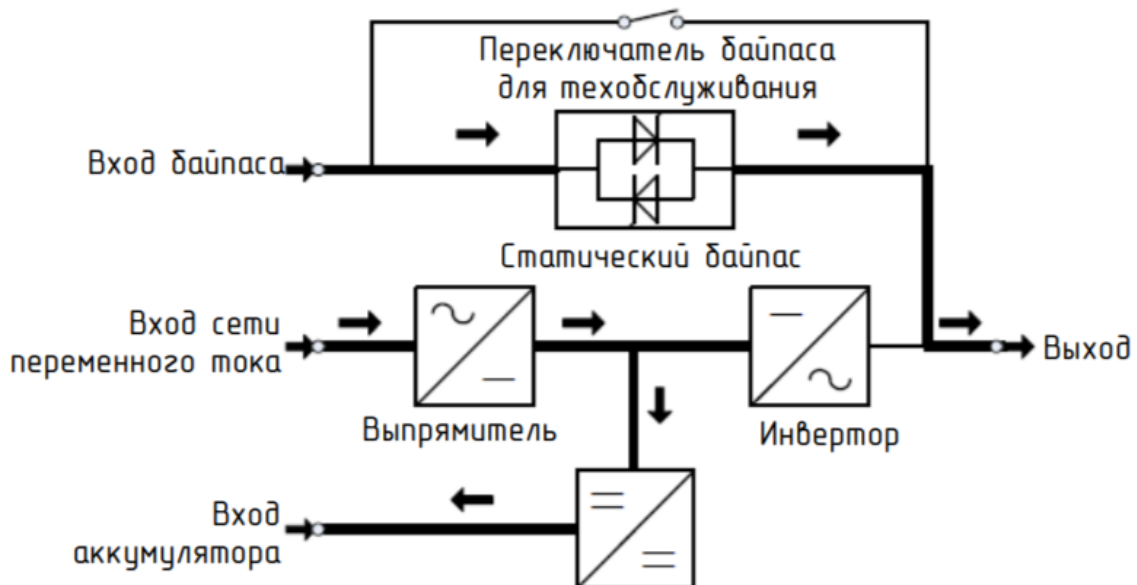 Переключатель байпаса
для техобслуживания
Вход байпаса
Статический байпас
Вход сети
переменного тока
Выход
Выпрямитель
Инвертор
Вход
аккумулятора